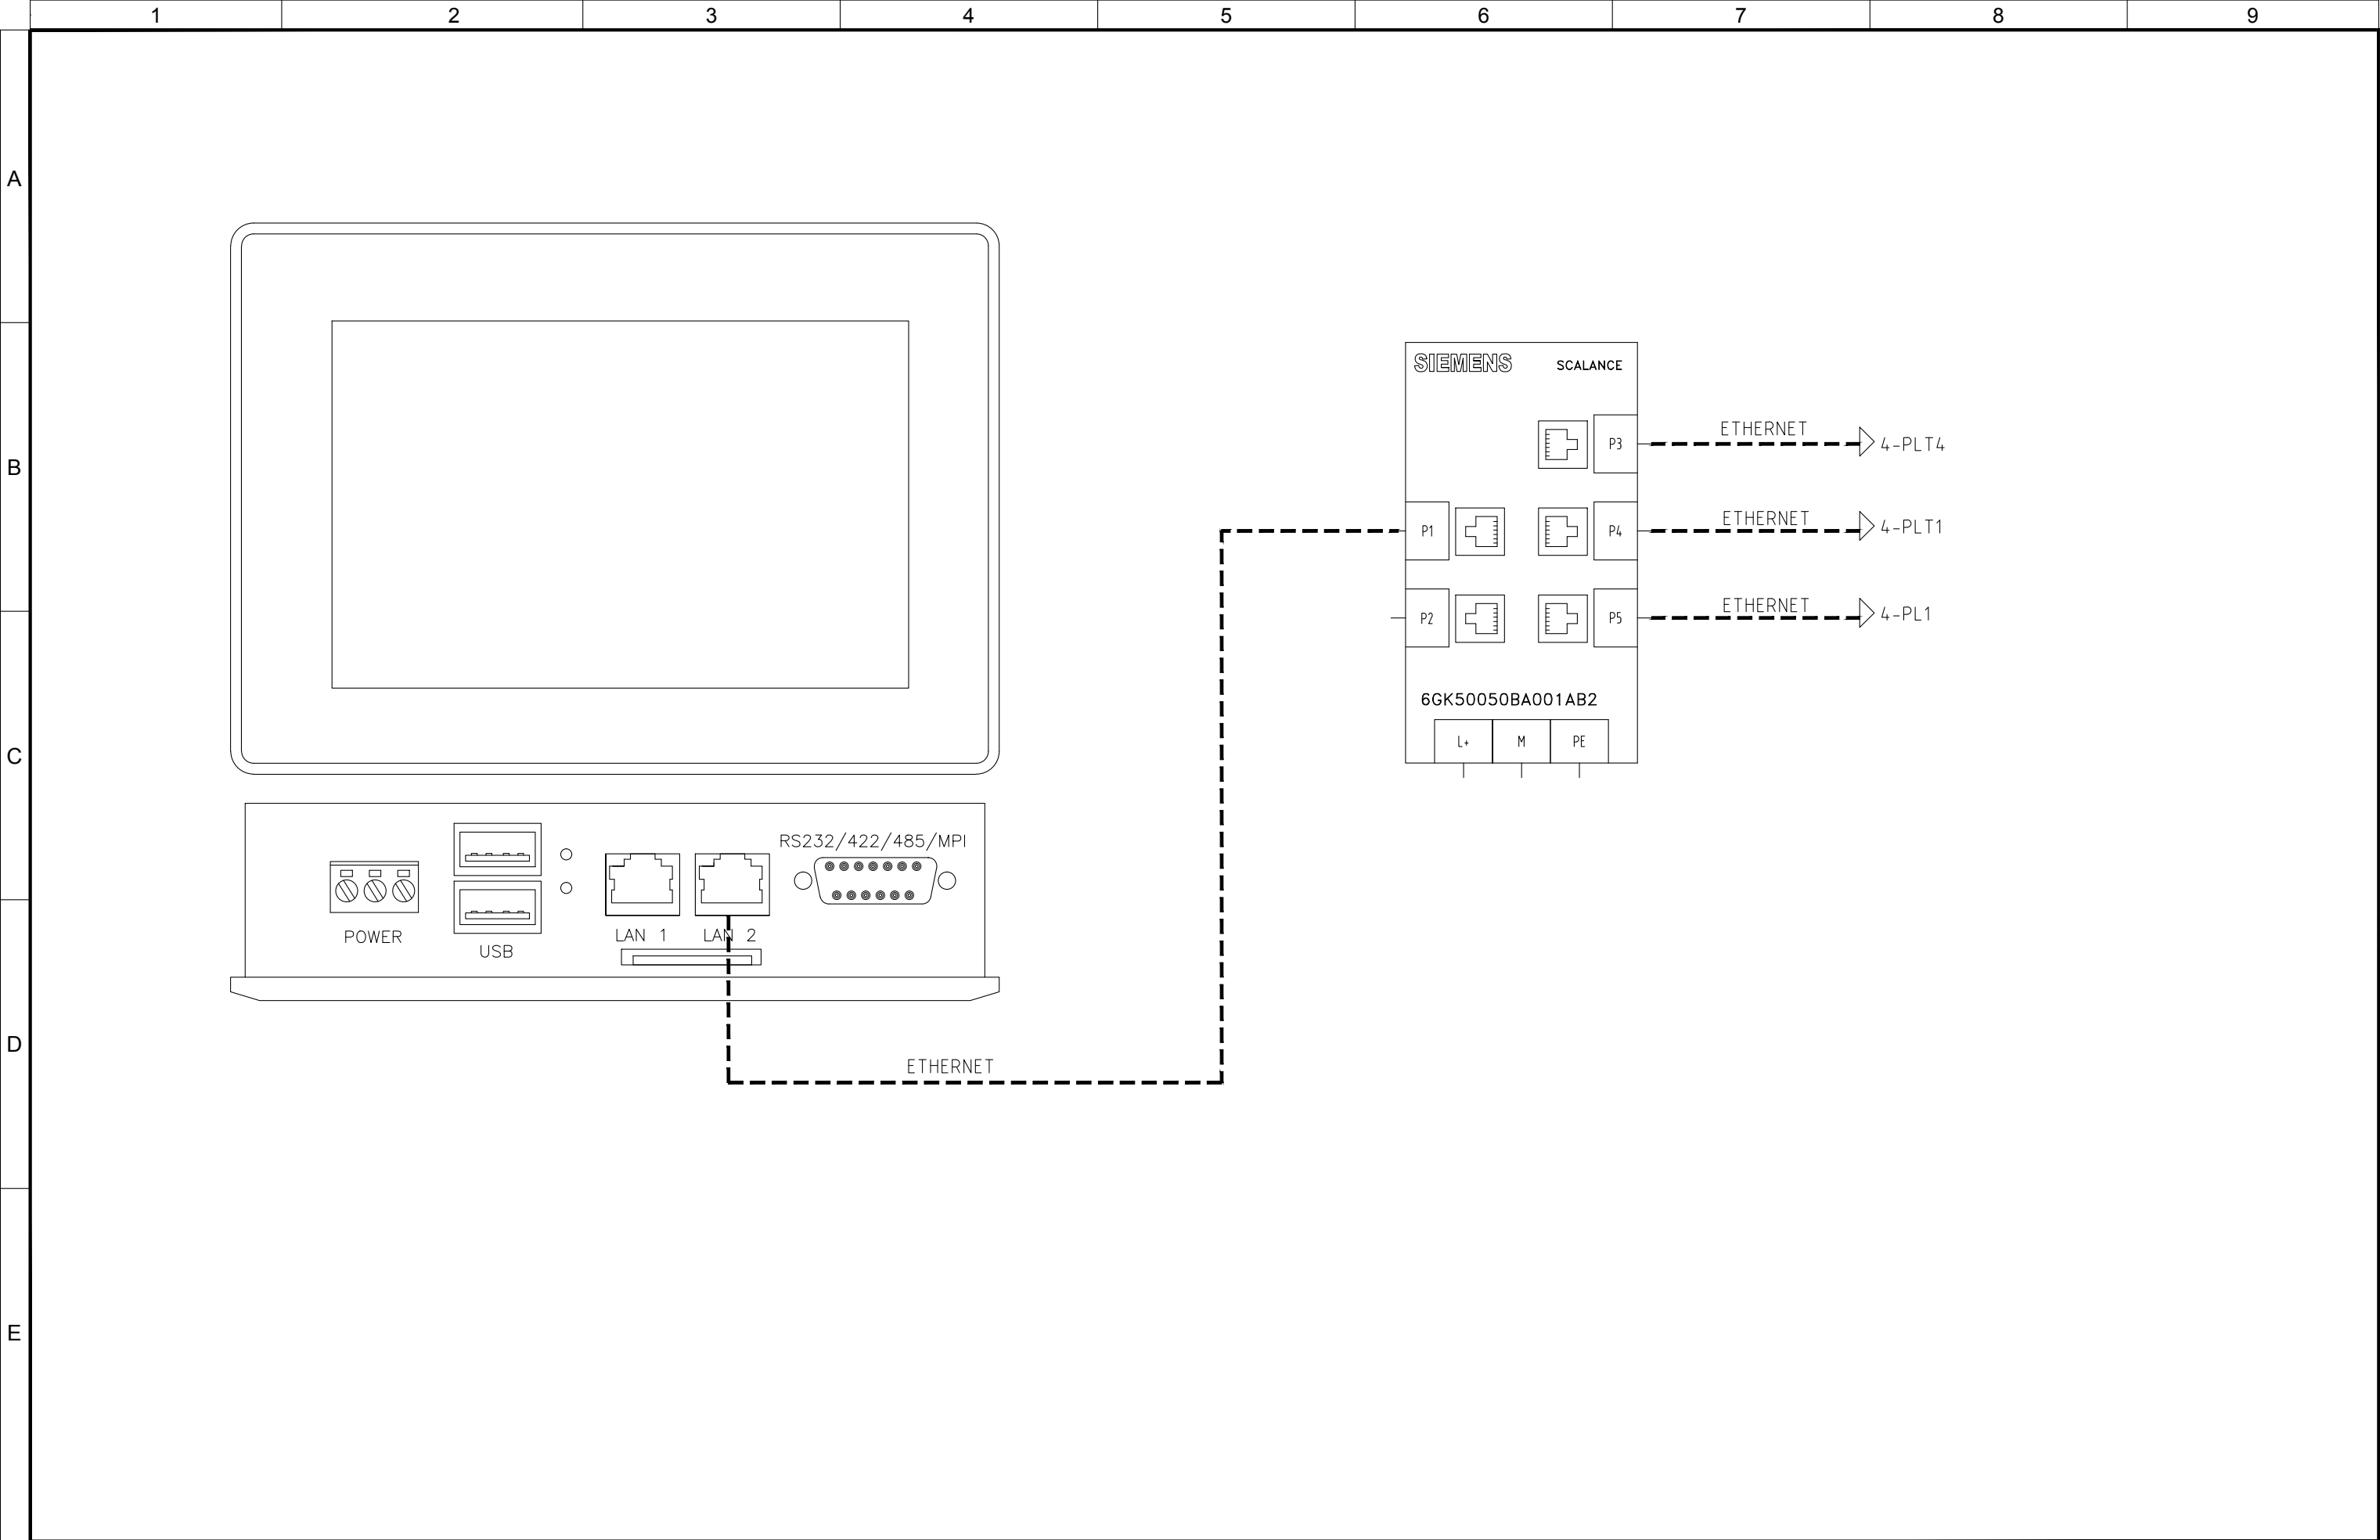 1 2 3 4 5 6 7 8 9
A
B
C
D
E
SIEMENS SCALANCE
P3 ETHERNET 4-PLT4
P1 P4 ETHERNET 4-PLT1
P2 P5 ETHERNET 4-PL1
6GK50050BA001AB2
L+ M PE
RS232/422/485/MPI
POWER USB LAN 1 LAN 2
ETHERNET